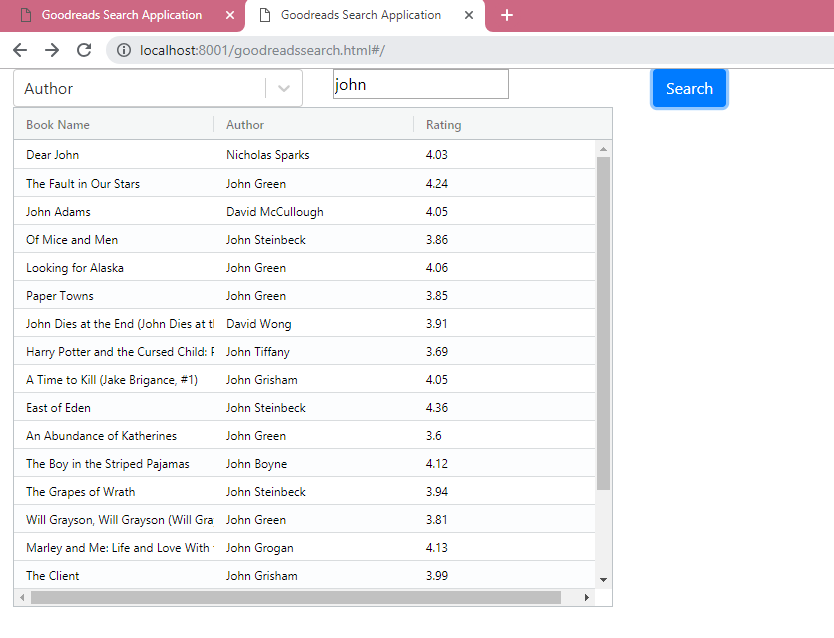 Goodreads Search Application Goodreads Search Application
localhost:8001/goodreadssearch.html#/
Author john Search
Book Name Author Rating
Dear John Nicholas Sparks 4.03
The Fault in Our Stars John Green 4.24
John Adams David McCullough 4.05
Of Mice and Men John Steinbeck 3.86
Looking for Alaska John Green 4.06
Paper Towns John Green 3.85
John Dies at the End (John Dies at t David Wong 3.91
Harry Potter and the Cursed Child: P John Tiffany 3.69
A Time to Kill (Jake Brigance, #1) John Grisham 4.05
East of Eden John Steinbeck 4.36
An Abundance of Katherines John Green 3.6
The Boy in the Striped Pajamas John Boyne 4.12
The Grapes of Wrath John Steinbeck 3.94
Will Grayson, Will Grayson (Will Gra John Green 3.81
Marley and Me: Life and Love With John Grogan 4.13
The Client John Grisham 3.99